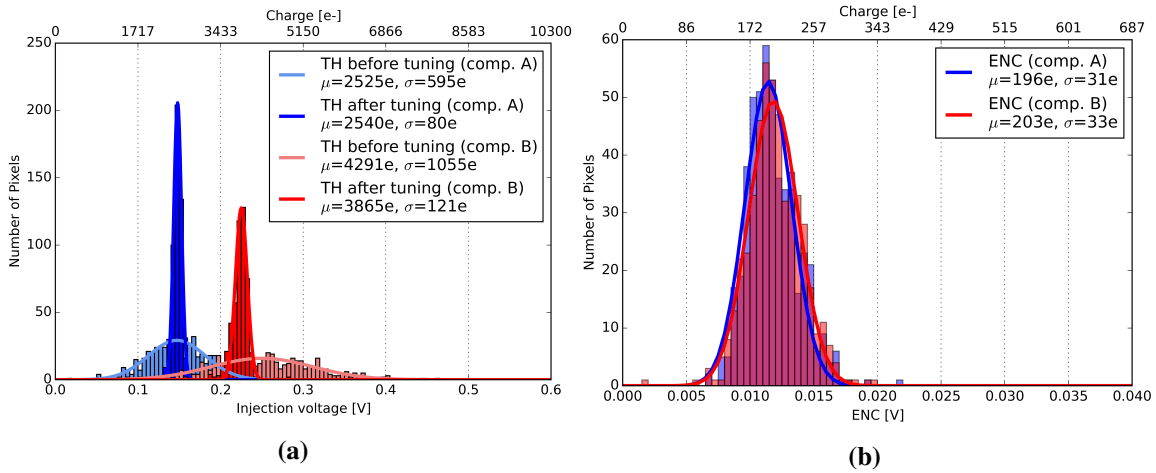 Charge [e-]
0 1717 3433 5150 6866 8583 10300
250
200
150
100
50
0
Number of Pixels
TH before tuning (comp. A)
μ=2525e, σ=595e
TH after tuning (comp. A)
μ=2540e, σ=80e
TH before tuning (comp. B)
μ=4291e, σ=1055e
TH after tuning (comp. B)
μ=3865e, σ=121e
0.0 0.1 0.2 0.3 0.4 0.5 0.6
Injection voltage [V]
(a)
Charge [e-]
0 86 172 257 343 429 515 601 687
60
50
40
30
20
10
0
Number of Pixels
ENC (comp. A)
μ=196e, σ=31e
ENC (comp. B)
μ=203e, σ=33e
0.000 0.005 0.010 0.015 0.020 0.025 0.030 0.035 0.040
ENC [V]
(b)